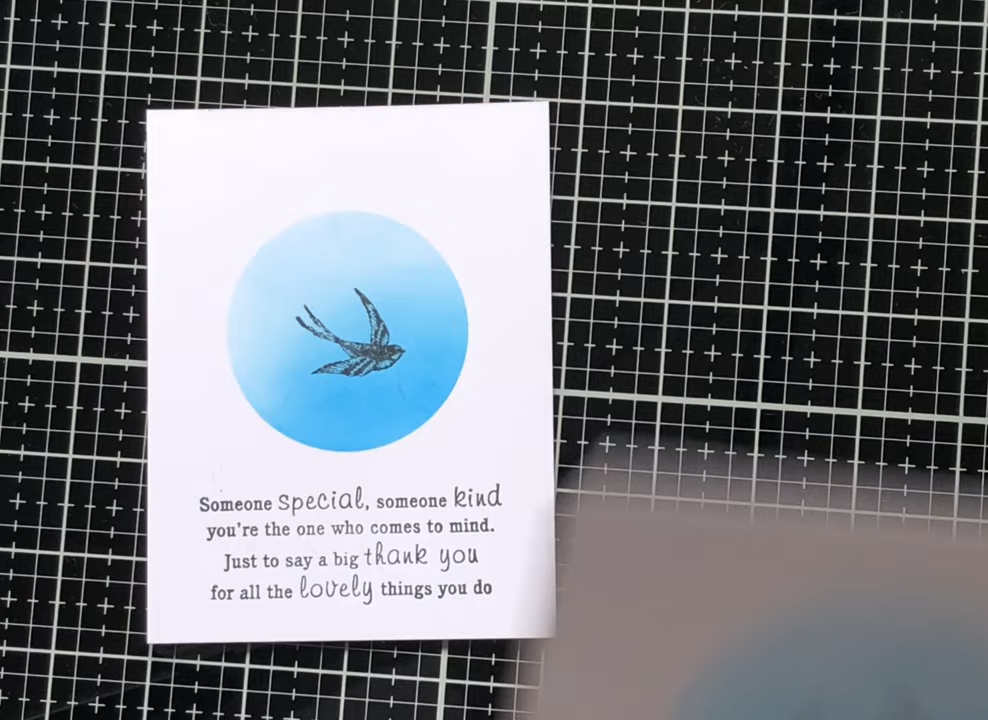 Someone special, someone kind
you're the one who comes to mind.
Just to say a big thank you
for all the lovely things you do